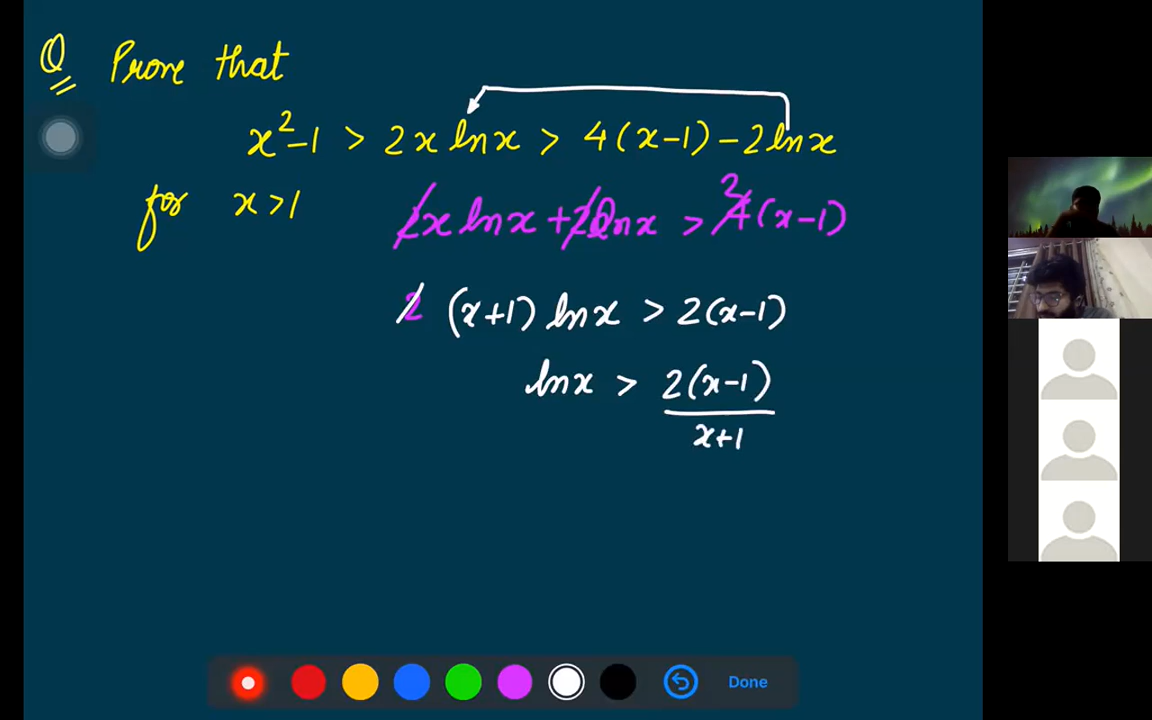 Q Prove that
x²-1 > 2x lnx > 4(x-1) - 2lnx
for x>1
2x lnx + 2lnx > 4 2(x-1)
2 (x+1) lnx > 2(x-1)
lnx > 2(x-1)
x+1
Done